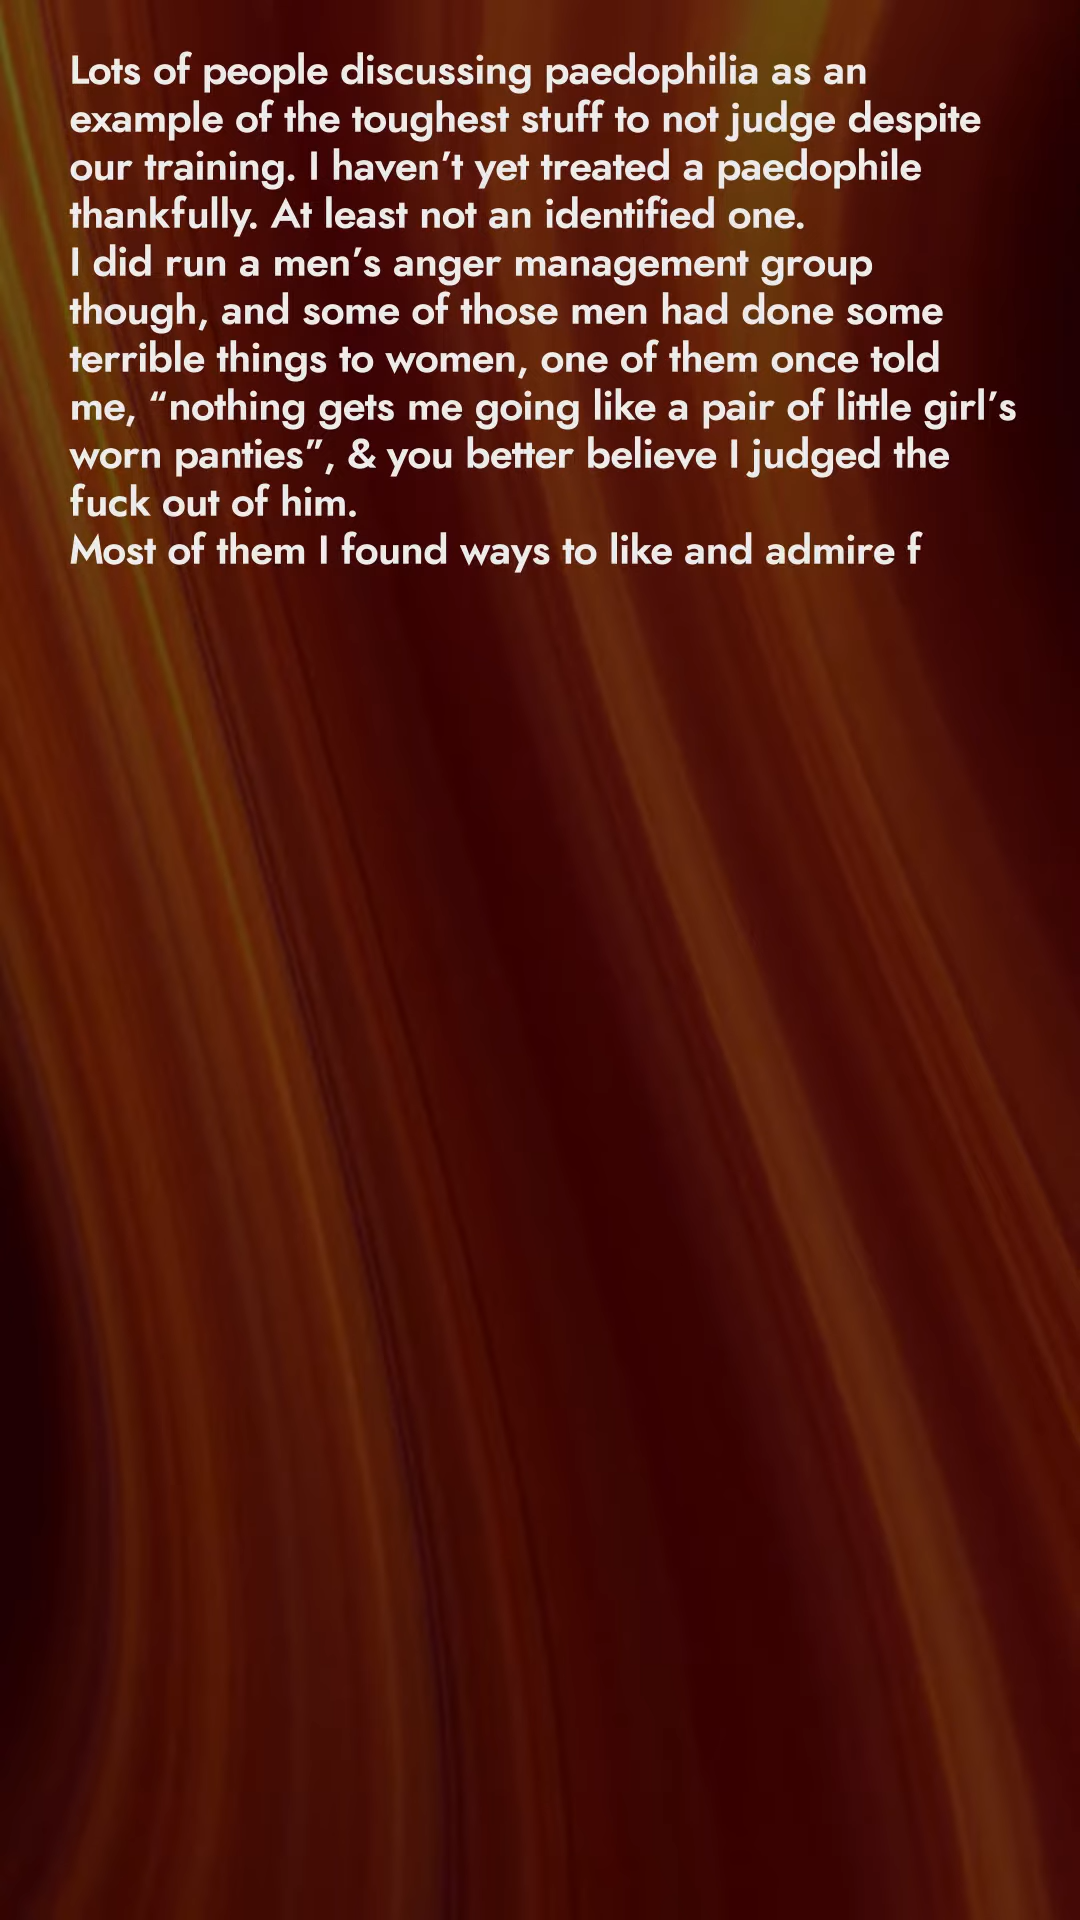 Lots of people discussing paedophilia as an
example of the toughest stuff to not judge despite
our training. I haven’t yet treated a paedophile
thankfully. At least not an identified one.
I did run a men’s anger management group
though, and some of those men had done some
terrible things to women, one of them once told
me, “nothing gets me going like a pair of little girl’s
worn panties”, & you better believe I judged the
fuck out of him.
Most of them I found ways to like and admire f